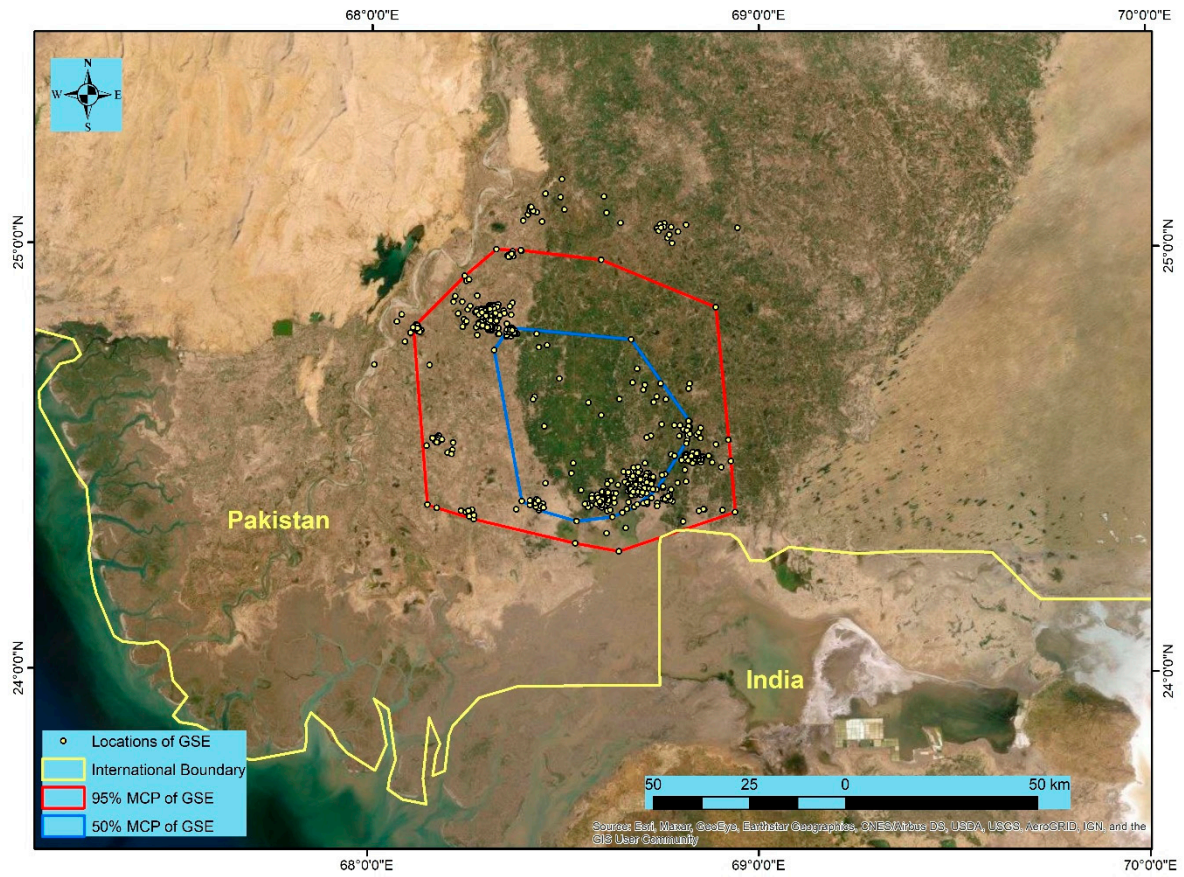 68°0'0"E 69°0'0"E 70°0'0"E
N
W E
S
25°0'0"N 25°0'0"N
Pakistan
24°0'0"N 24°0'0"N
India
Locations of GSE
International Boundary
95% MCP of GSE
50% MCP of GSE
50 25 0 50 km
Source: Esri, Maxar, GeoEye, Earthstar Geographics, CNES/Airbus DS, USDA, USGS, AeroGRID, IGN, and the
GIS User Community
68°0'0"E 69°0'0"E 70°0'0"E